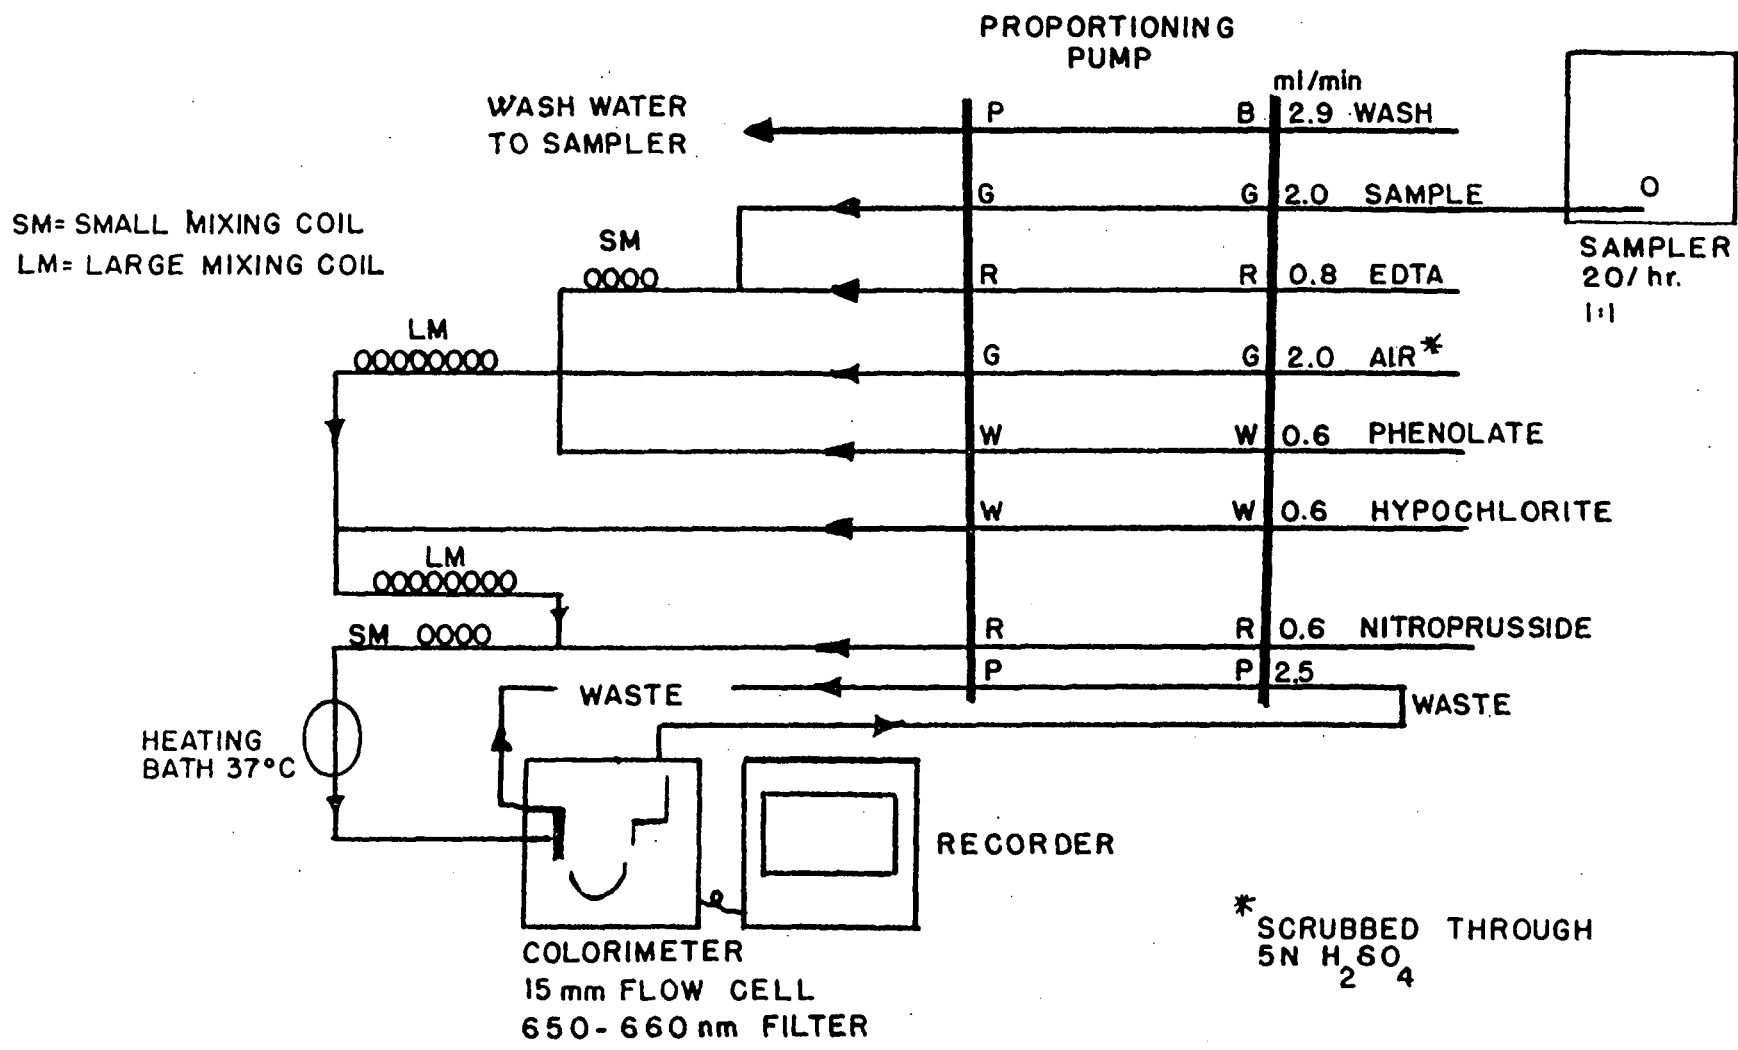 PROPORTIONING
PUMP
ml/min
WASH WATER
TO SAMPLER
P B 2.9 WASH
G G 2.0 SAMPLE
O
SAMPLER
20/hr.
1:1
SM= SMALL MIXING COIL
LM= LARGE MIXING COIL
SM
R R 0.8 EDTA
LM
G G 2.0 AIR*
W W 0.6 PHENOLATE
W W 0.6 HYPOCHLORITE
LM
SM
R R 0.6 NITROPRUSSIDE
P P 2.5
WASTE
WASTE
HEATING
BATH 37°C
RECORDER
COLORIMETER
15 mm FLOW CELL
650-660 nm FILTER
*SCRUBBED THROUGH
5N H2SO4